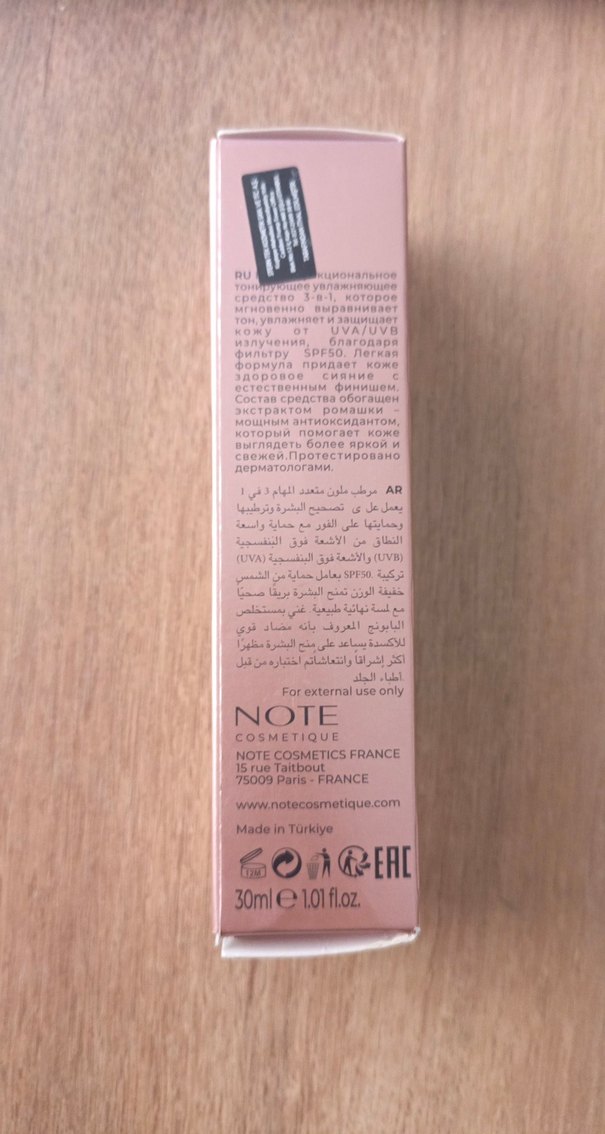 RU кциональное
тонирующее увлажняющее
средство 3-в-1, которое
мгновенно выравнивает
тон, увлажняет и защищает
кожу от UVA/UVB
излучения, благодаря
фильтру SPF50. Легкая
формула придает коже
здоровое сияние с
естественным финишем.
Состав средства обогащен
экстрактом ромашки –
мощным антиоксидантом,
который помогает коже
выглядеть более яркой и
свежей.Протестировано
дерматологами.
AR مرطب ملون متعدد المهام 3 في 1
يعمل عل ى تصحيح البشرة وترطيبها
وحمايتها على الفور مع حماية واسعة
النطاق من الأشعة فوق البنفسجية
(UVB) والأشعة فوق البنفسجية (UVA)
بعامل حماية من الشمس SPF50. تركيبة
خفيفة الوزن تمنح البشرة بريقًا صحيًا
مع لمسة نهائية طبيعية. غني بمستخلص
البابونج المعروف بانه مضاد قوي
للأكسدة يساعد على منح البشرة مظهرًا
أكثر إشراقاً وانتعاشاتم اختباره من قبل
أطباء الجلد.
For external use only
NOTE
COSMETIQUE
NOTE COSMETICS FRANCE
15 rue Taitbout
75009 Paris - FRANCE
www.notecosmetique.com
Made in Türkiye
12M EAC
30ml e 1.01 fl.oz.